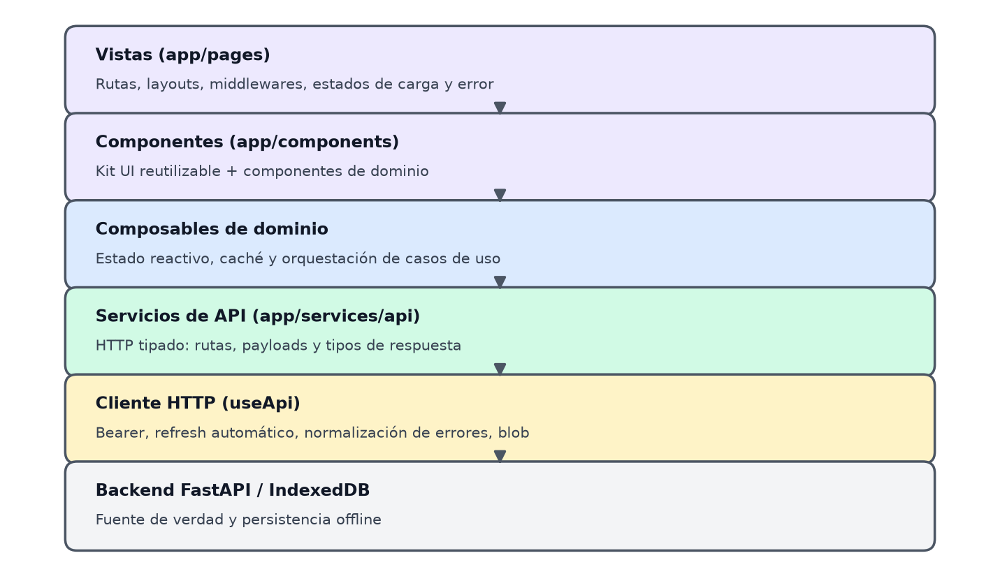 Vistas (app/pages)
Rutas, layouts, middlewares, estados de carga y error
Componentes (app/components)
Kit UI reutilizable + componentes de dominio
Composables de dominio
Estado reactivo, caché y orquestación de casos de uso
Servicios de API (app/services/api)
HTTP tipado: rutas, payloads y tipos de respuesta
Cliente HTTP (useApi)
Bearer, refresh automático, normalización de errores, blob
Backend FastAPI / IndexedDB
Fuente de verdad y persistencia offline